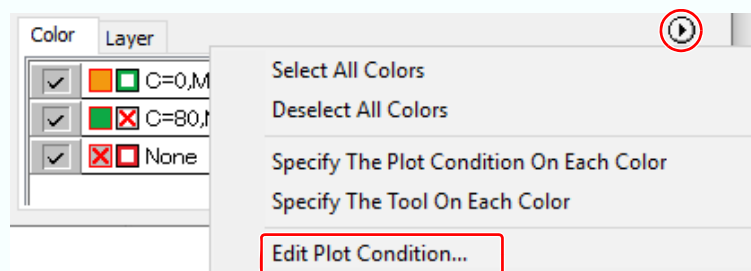 Color
Layer
C=0,M
C=80,
None
Select All Colors
Deselect All Colors
Specify The Plot Condition On Each Color
Specify The Tool On Each Color
Edit Plot Condition...